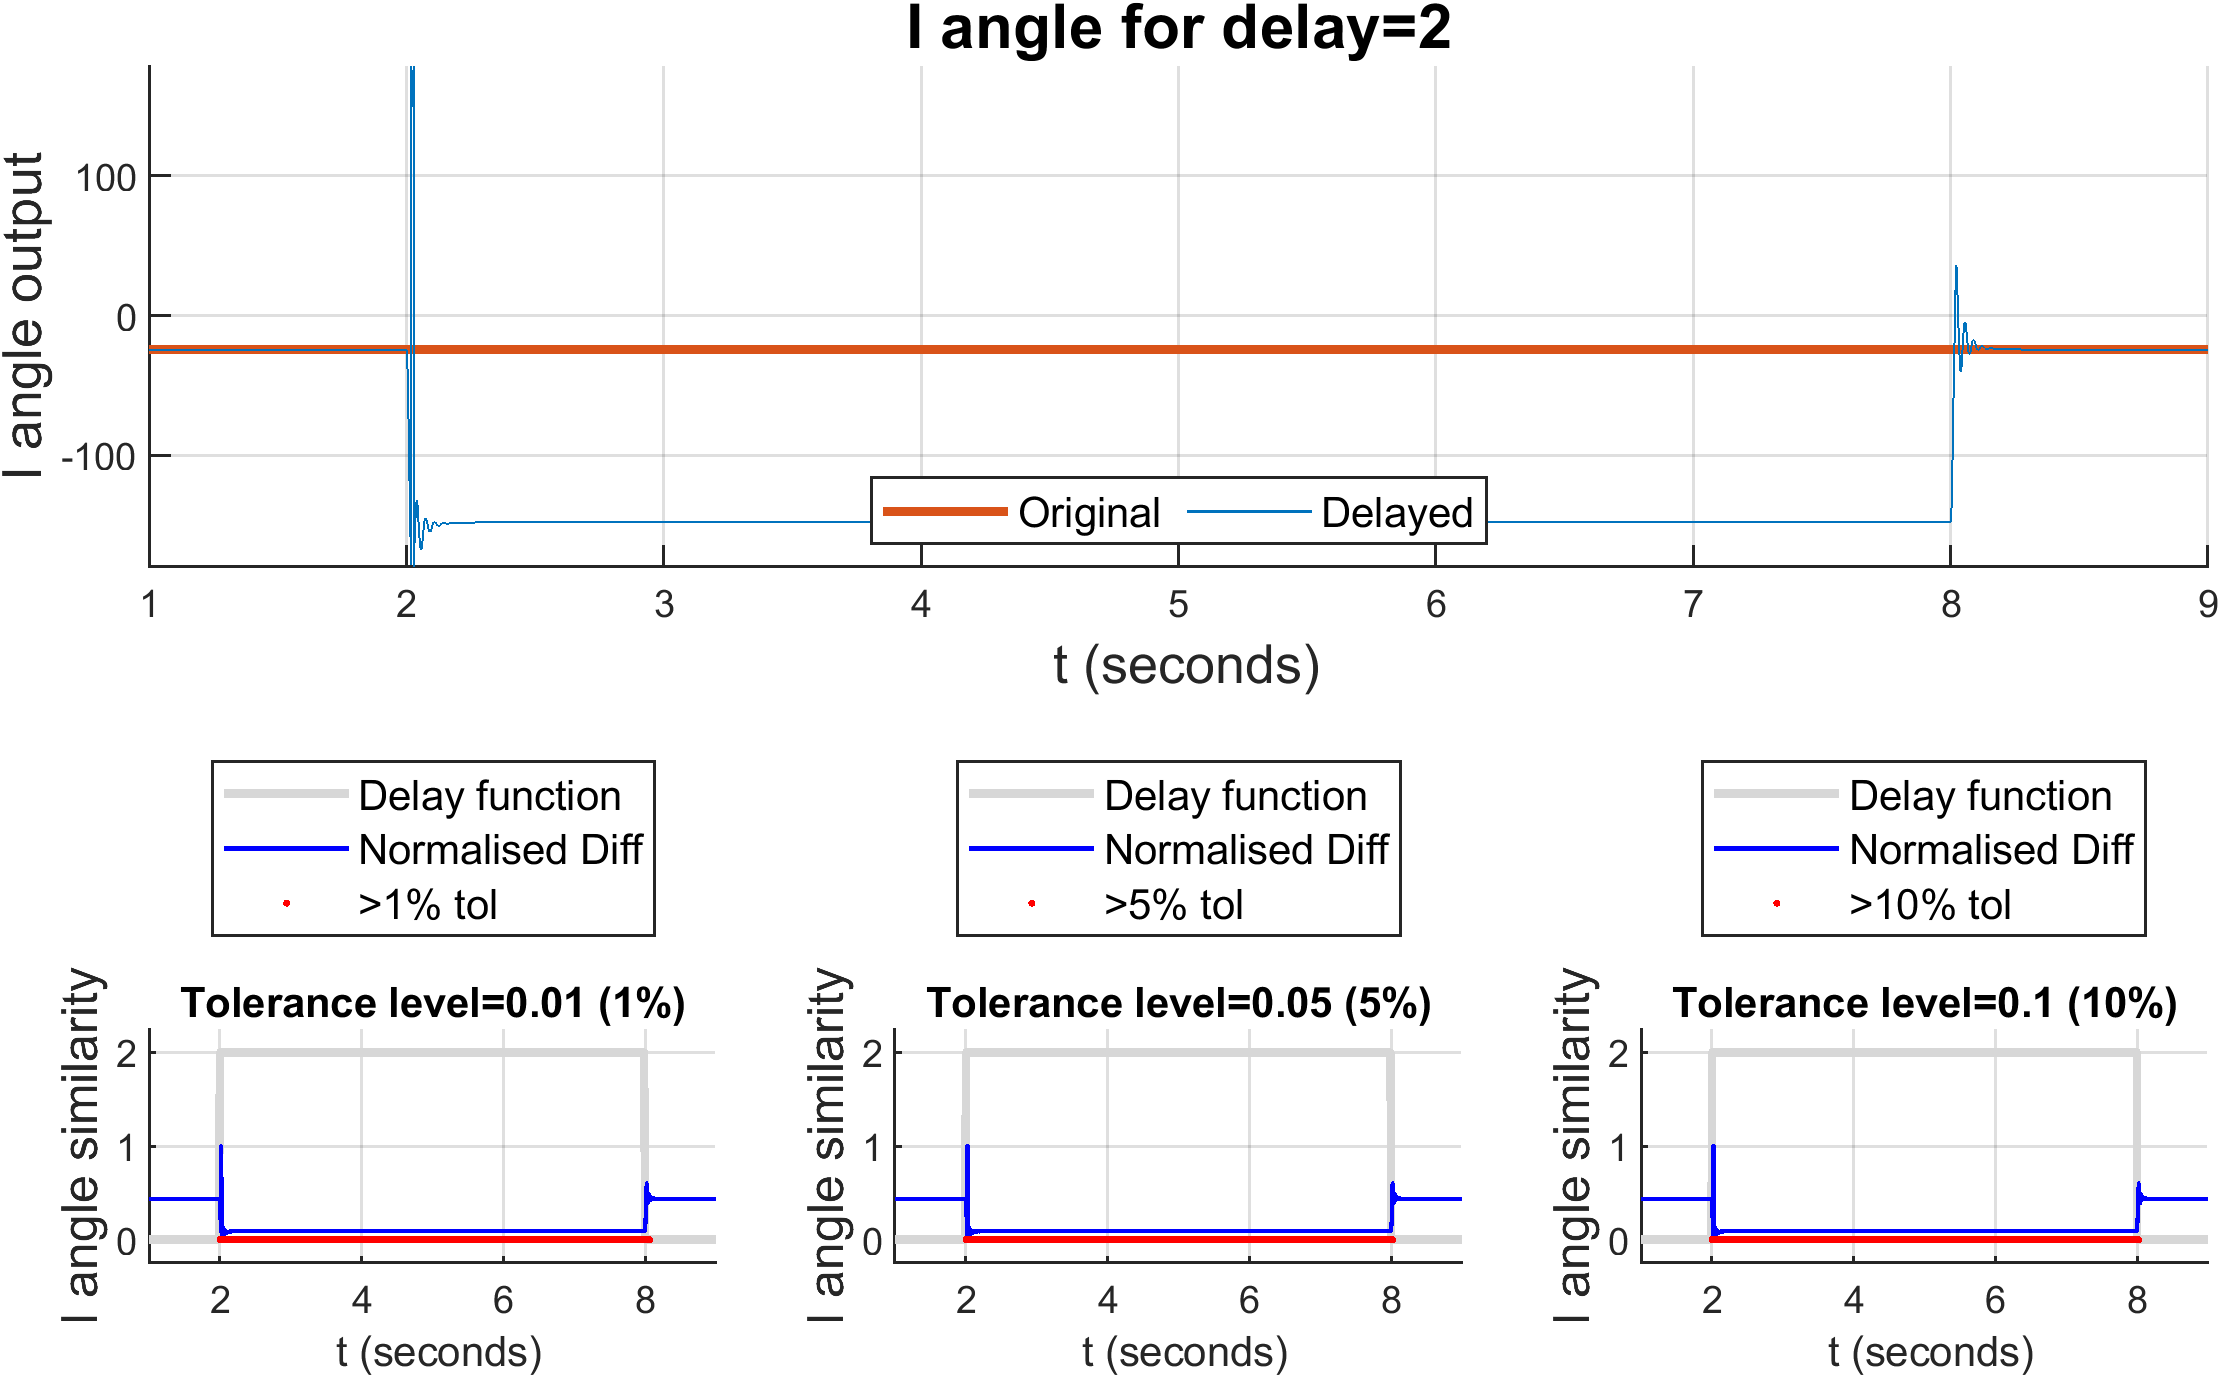 I angle for delay=2
I angle output
100
0
-100
Original Delayed
1 2 3 4 5 6 7 8 9
t (seconds)
Delay function
Normalised Diff
>1% tol
Delay function
Normalised Diff
>5% tol
Delay function
Normalised Diff
>10% tol
Tolerance level=0.01 (1%)
I angle similarity
2
1
0
2 4 6 8
t (seconds)
Tolerance level=0.05 (5%)
I angle similarity
2
1
0
2 4 6 8
t (seconds)
Tolerance level=0.1 (10%)
I angle similarity
2
1
0
2 4 6 8
t (seconds)